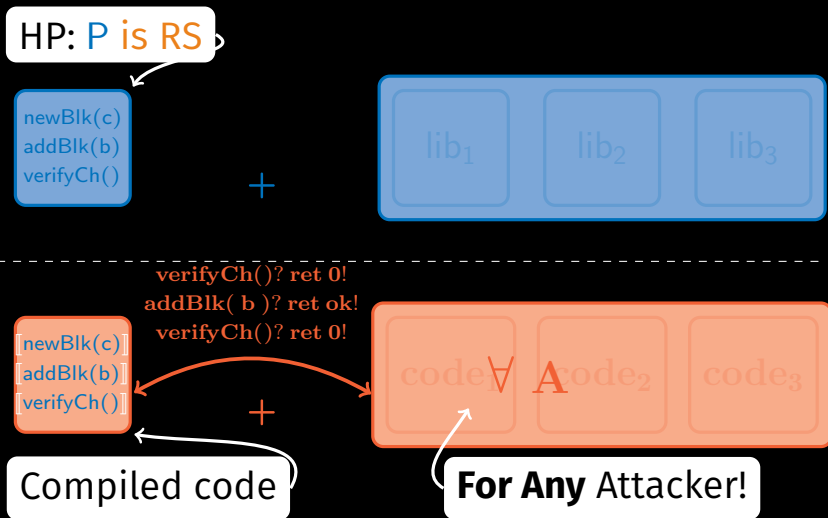 HP: P is RS
newBlk(c)
addBlk(b)
verifyCh()
+
lib₁ lib₂ lib₃
verifyCh()? ret 0!
addBlk( b )? ret ok!
verifyCh()? ret 0!
⟦newBlk(c)⟧
⟦addBlk(b)⟧
⟦verifyCh()⟧
+
code₁ code₂ code₃
∀ A
Compiled code
For Any Attacker!